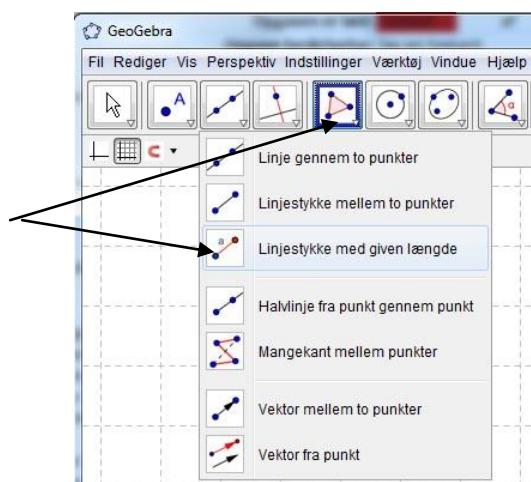 GeoGebra
Fil Rediger Vis Perspektiv Indstillinger Værktøj Vindue Hjælp
A
α
Linje gennem to punkter
Linjestykke mellem to punkter
a
Linjestykke med given længde
Halvlinje fra punkt gennem punkt
Mangekant mellem punkter
Vektor mellem to punkter
Vektor fra punkt